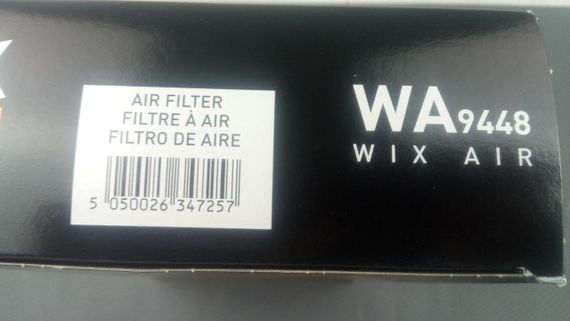 AIR FILTER
FILTRE À AIR
FILTRO DE AIRE
5 050026 347257
WA9448
WIX AIR